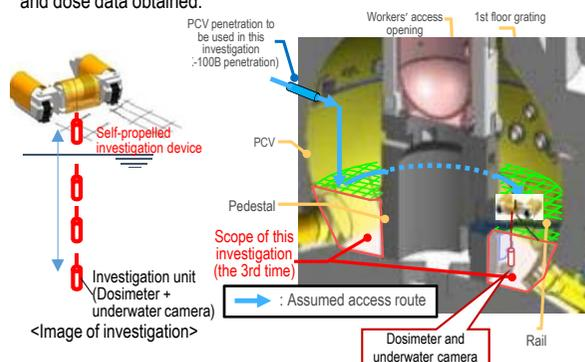 and dose data obtained.
PCV penetration to
be used in this
investigation
:-100B penetration)
Workers' access
opening
1st floor grating
Self-propelled
investigation device
PCV
Pedestal
Scope of this
investigation
(the 3rd time)
Investigation unit
(Dosimeter +
underwater camera)
<Image of investigation>
: Assumed access route
Rail
Dosimeter and
underwater camera